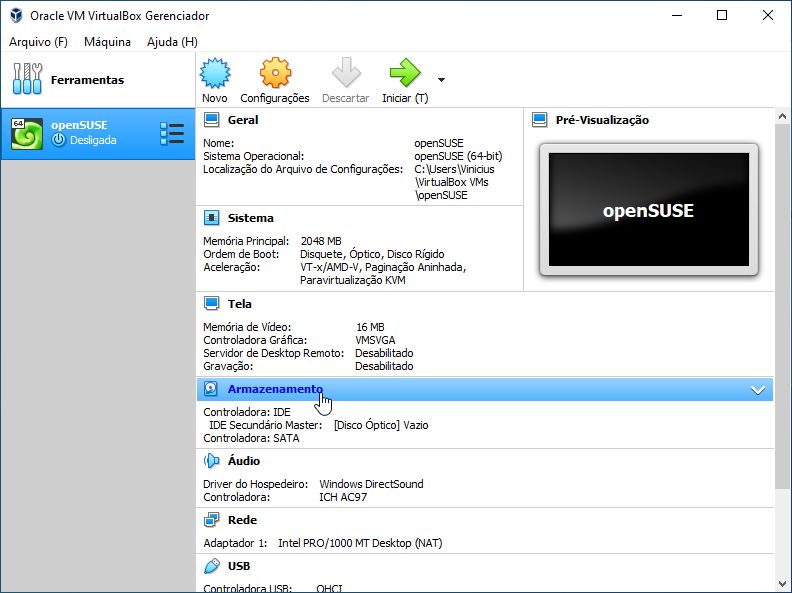 Oracle VM VirtualBox Gerenciador
Arquivo (F) Máquina Ajuda (H)
Ferramentas
Novo Configurações Descartar Iniciar (T)
64
openSUSE
Desligada
Geral
Nome: openSUSE
Sistema Operacional: openSUSE (64-bit)
Localização do Arquivo de Configurações: C:\Users\Vinicius
\VirtualBox VMs
\openSUSE
Pré-Visualização
openSUSE
Sistema
Memória Principal: 2048 MB
Ordem de Boot: Disquete, Óptico, Disco Rígido
Aceleração: VT-x/AMD-V, Paginação Aninhada,
Paravirtualização KVM
Tela
Memória de Vídeo: 16 MB
Controladora Gráfica: VMSVGA
Servidor de Desktop Remoto: Desabilitado
Gravação: Desabilitado
Armazenamento
Controladora: IDE
IDE Secundário Master: [Disco Óptico] Vazio
Controladora: SATA
Áudio
Driver do Hospedeiro: Windows DirectSound
Controladora: ICH AC97
Rede
Adaptador 1: Intel PRO/1000 MT Desktop (NAT)
USB
Controladora USB: OHCI